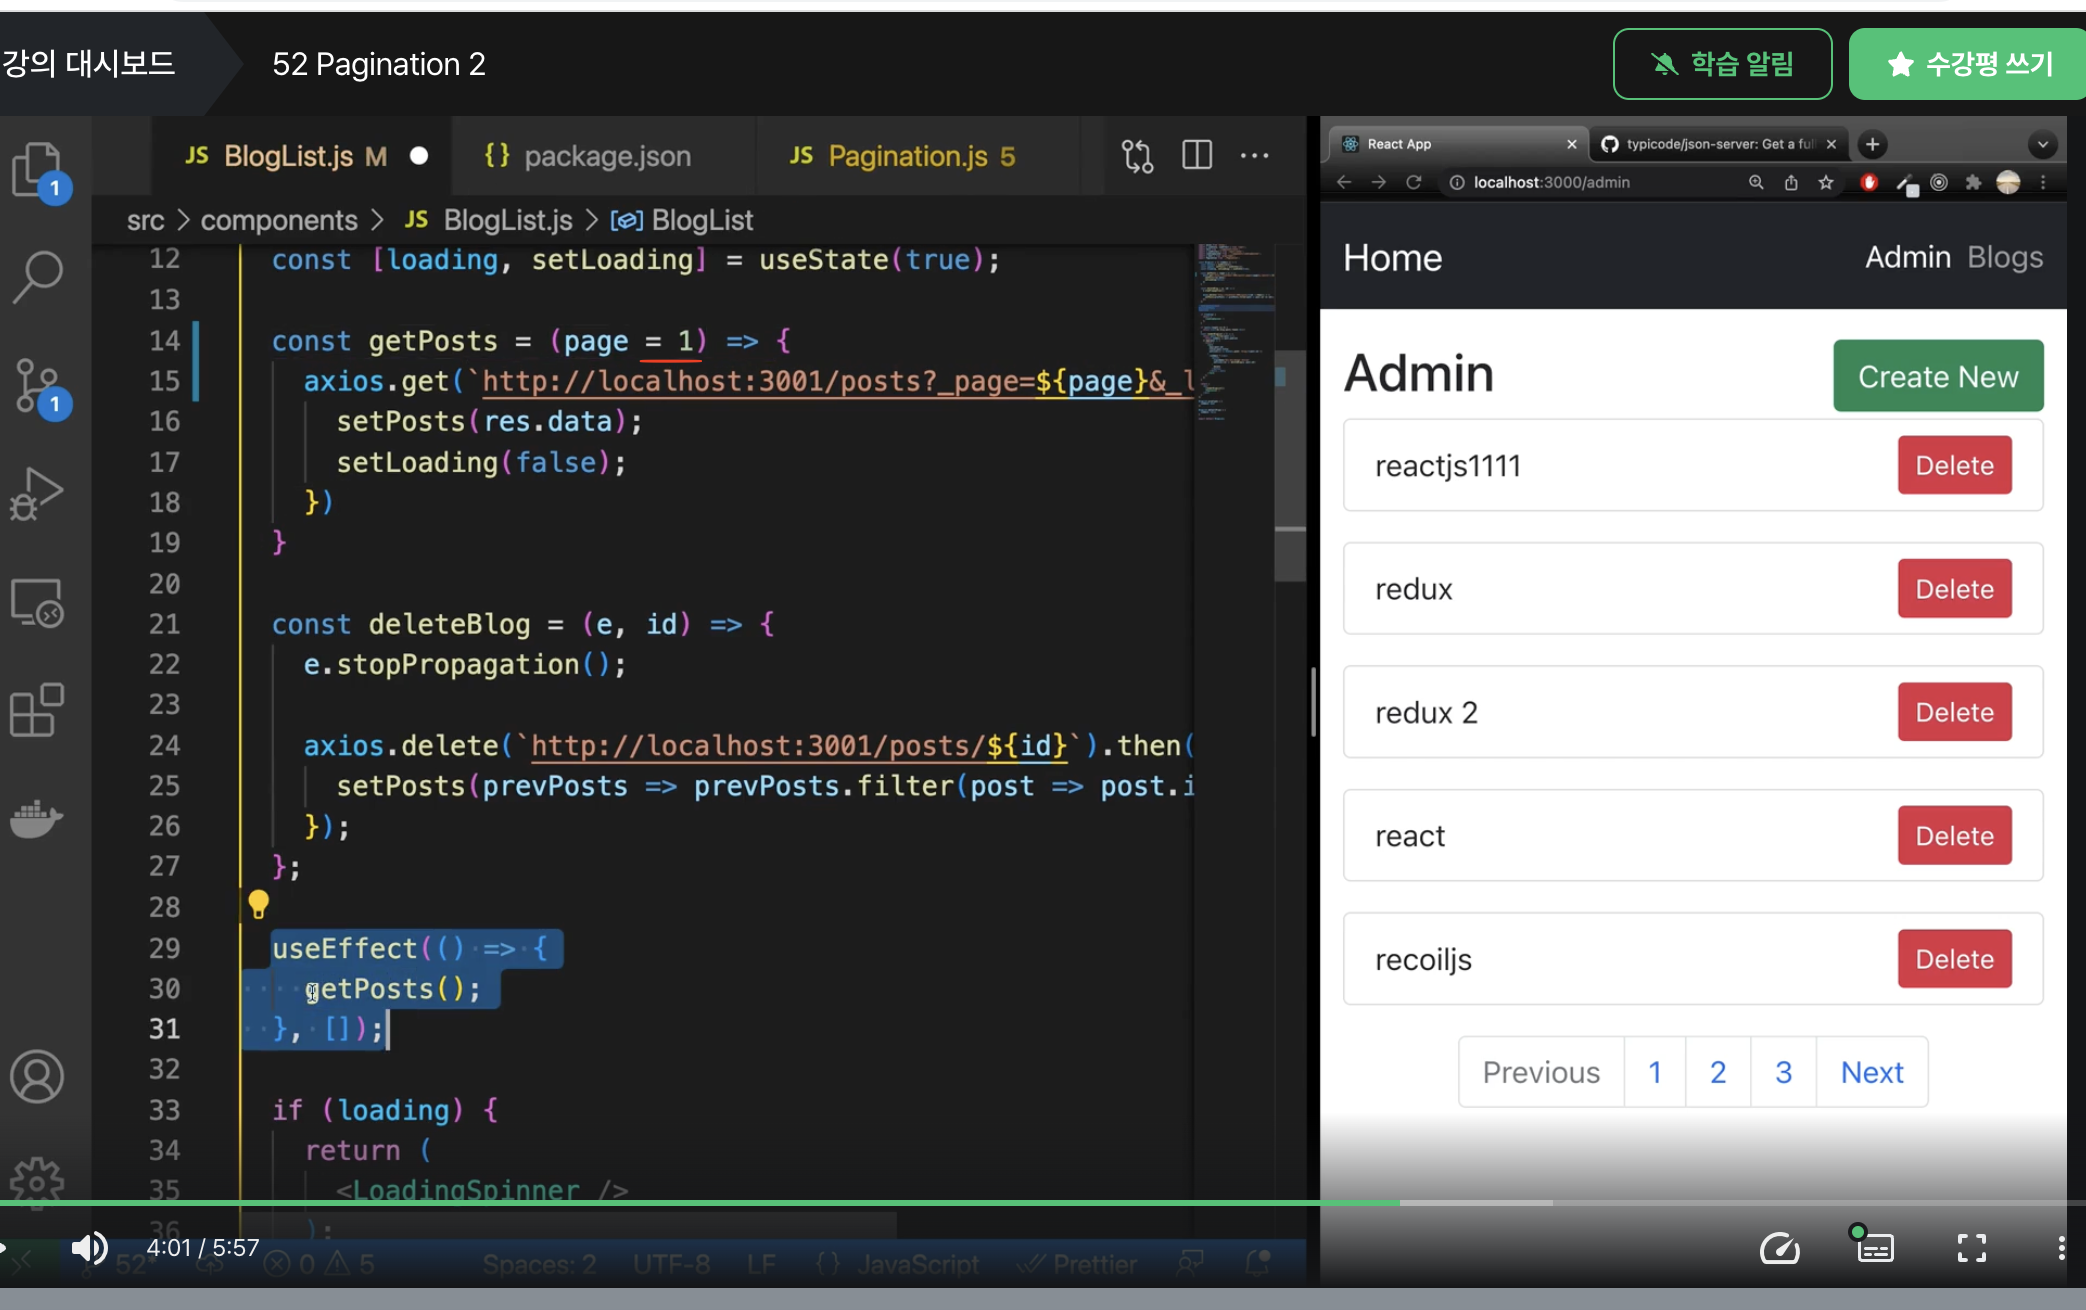 강의 대시보드
52 Pagination 2
학습 알림
수강평 쓰기
JS BlogList.js M
{} package.json
JS Pagination.js 5
src > components > JS BlogList.js > BlogList
12 const [loading, setLoading] = useState(true);
13
14 const getPosts = (page = 1) => {
15 axios.get(`http://localhost:3001/posts?_page=${page}&_l
16 setPosts(res.data);
17 setLoading(false);
18 })
19 }
20
21 const deleteBlog = (e, id) => {
22 e.stopPropagation();
23
24 axios.delete(`http://localhost:3001/posts/${id}`).then(
25 setPosts(prevPosts => prevPosts.filter(post => post.i
26 });
27 };
28
29 useEffect(() => {
30 getPosts();
31 }, []);
32
33 if (loading) {
34 return (
35 <LoadingSpinner />
36 );
1
1
52*
0 5
Spaces: 2
UTF-8
LF
{} JavaScript
Prettier
4:01 / 5:57
React App
typicode/json-server: Get a ful
localhost:3000/admin
Home
Admin
Blogs
Admin
Create New
reactjs1111
Delete
redux
Delete
redux 2
Delete
react
Delete
recoiljs
Delete
Previous
1
2
3
Next